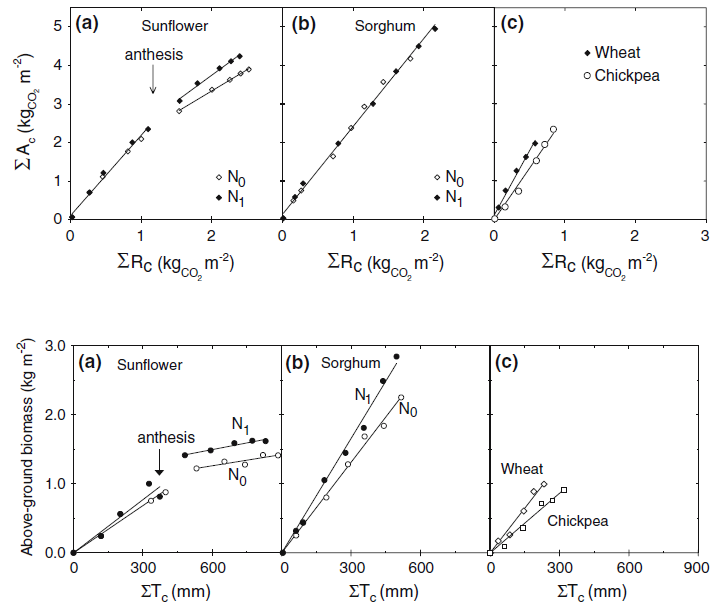 (a) Sunflower
anthesis
N0
N1
(b) Sorghum
N0
N1
(c)
Wheat
Chickpea
5
4
3
2
1
0
ΣAc (kgCO2 m-2)
0 1 2
0 1 2
0 1 2 3
ΣRc (kgCO2 m-2)
ΣRc (kgCO2 m-2)
ΣRc (kgCO2 m-2)
(a) Sunflower
anthesis
N1
N0
(b) Sorghum
N1
N0
(c)
Wheat
Chickpea
3.0
2.0
1.0
0.0
Above-ground biomass (kg m-2)
0 300 600
0 300 600
0 300 600 900
ΣTc (mm)
ΣTc (mm)
ΣTc (mm)